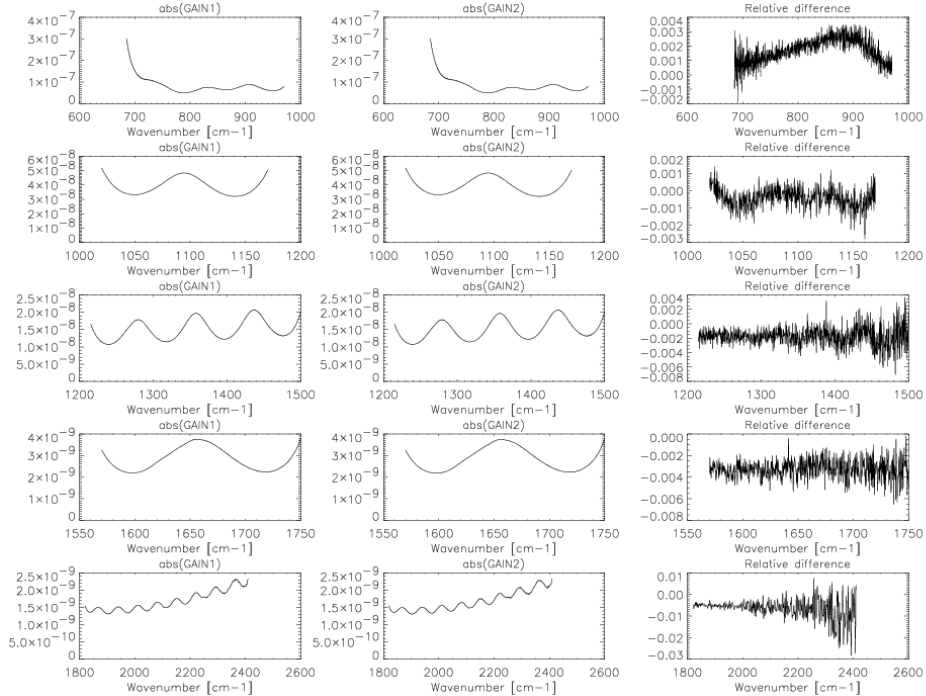 abs(GAIN1) abs(GAIN2) Relative difference
4×10⁻⁷ 4×10⁻⁷ 0.004
3×10⁻⁷ 3×10⁻⁷ 0.003
2×10⁻⁷ 2×10⁻⁷ 0.002
1×10⁻⁷ 1×10⁻⁷ 0.001
0 0 0.000
-0.001
-0.002
600 700 800 900 1000 600 700 800 900 1000 600 700 800 900 1000
Wavenumber [cm-1] Wavenumber [cm-1] Wavenumber [cm-1]
abs(GAIN1) abs(GAIN2) Relative difference
6×10⁻⁸ 6×10⁻⁸ 0.002
5×10⁻⁸ 5×10⁻⁸ 0.001
4×10⁻⁸ 4×10⁻⁸ 0.000
3×10⁻⁸ 3×10⁻⁸ -0.001
2×10⁻⁸ 2×10⁻⁸ -0.002
1×10⁻⁸ 1×10⁻⁸ -0.003
0 0
1000 1050 1100 1150 1200 1000 1050 1100 1150 1200 1000 1050 1100 1150 1200
Wavenumber [cm-1] Wavenumber [cm-1] Wavenumber [cm-1]
abs(GAIN1) abs(GAIN2) Relative difference
2.5×10⁻⁸ 2.5×10⁻⁸ 0.004
2.0×10⁻⁸ 2.0×10⁻⁸ 0.002
1.5×10⁻⁸ 1.5×10⁻⁸ 0.000
1.0×10⁻⁸ 1.0×10⁻⁸ -0.002
5.0×10⁻⁹ 5.0×10⁻⁹ -0.004
0 0 -0.006
-0.008
1200 1300 1400 1500 1200 1300 1400 1500 1200 1300 1400 1500
Wavenumber [cm-1] Wavenumber [cm-1] Wavenumber [cm-1]
abs(GAIN1) abs(GAIN2) Relative difference
4×10⁻⁹ 4×10⁻⁹ 0.000
3×10⁻⁹ 3×10⁻⁹ -0.002
2×10⁻⁹ 2×10⁻⁹ -0.004
1×10⁻⁹ 1×10⁻⁹ -0.006
0 0 -0.008
1550 1600 1650 1700 1750 1550 1600 1650 1700 1750 1550 1600 1650 1700 1750
Wavenumber [cm-1] Wavenumber [cm-1] Wavenumber [cm-1]
abs(GAIN1) abs(GAIN2) Relative difference
2.5×10⁻⁹ 2.5×10⁻⁹ 0.01
2.0×10⁻⁹ 2.0×10⁻⁹ 0.00
1.5×10⁻⁹ 1.5×10⁻⁹ -0.01
1.0×10⁻⁹ 1.0×10⁻⁹ -0.02
5.0×10⁻¹⁰ 5.0×10⁻¹⁰ -0.03
0 0
1800 2000 2200 2400 2600 1800 2000 2200 2400 2600 1800 2000 2200 2400 2600
Wavenumber [cm-1] Wavenumber [cm-1] Wavenumber [cm-1]